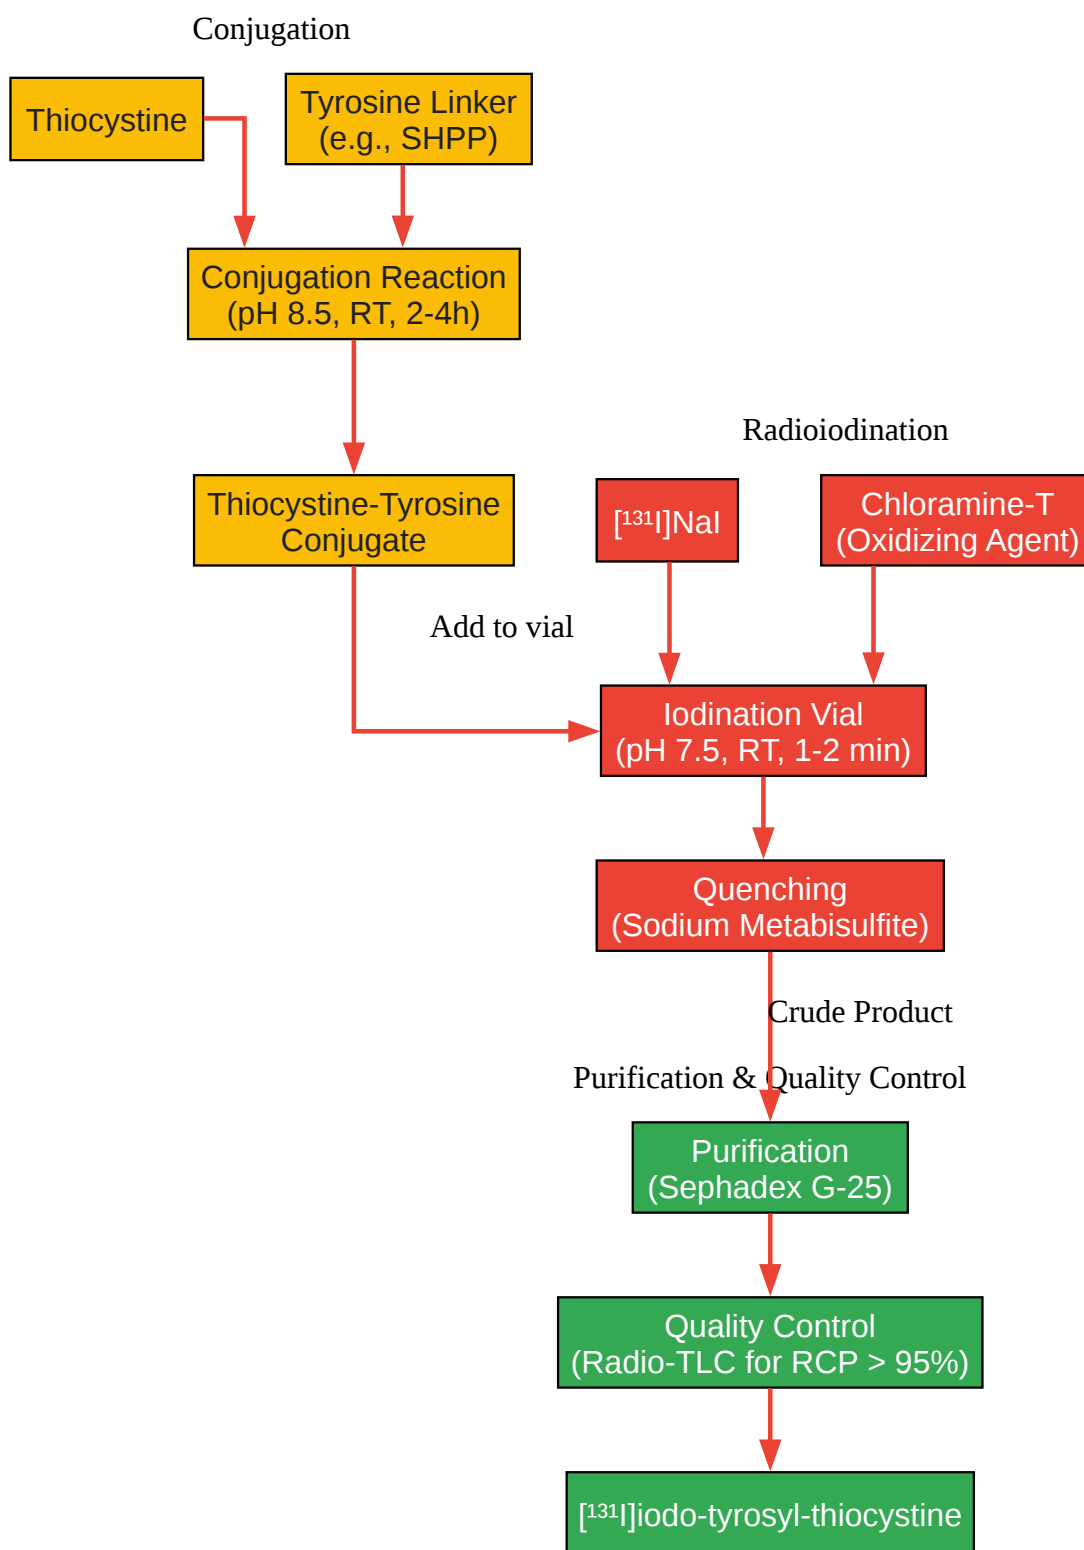 Conjugation
Thiocystine
Tyrosine Linker
(e.g., SHPP)
Conjugation Reaction
(pH 8.5, RT, 2-4h)
Thiocystine-Tyrosine
Conjugate
Radioiodination
[¹³¹I]NaI
Chloramine-T
(Oxidizing Agent)
Add to vial
Iodination Vial
(pH 7.5, RT, 1-2 min)
Quenching
(Sodium Metabisulfite)
Crude Product
Purification & Quality Control
Purification
(Sephadex G-25)
Quality Control
(Radio-TLC for RCP > 95%)
[¹³¹I]iodo-tyrosyl-thiocystine